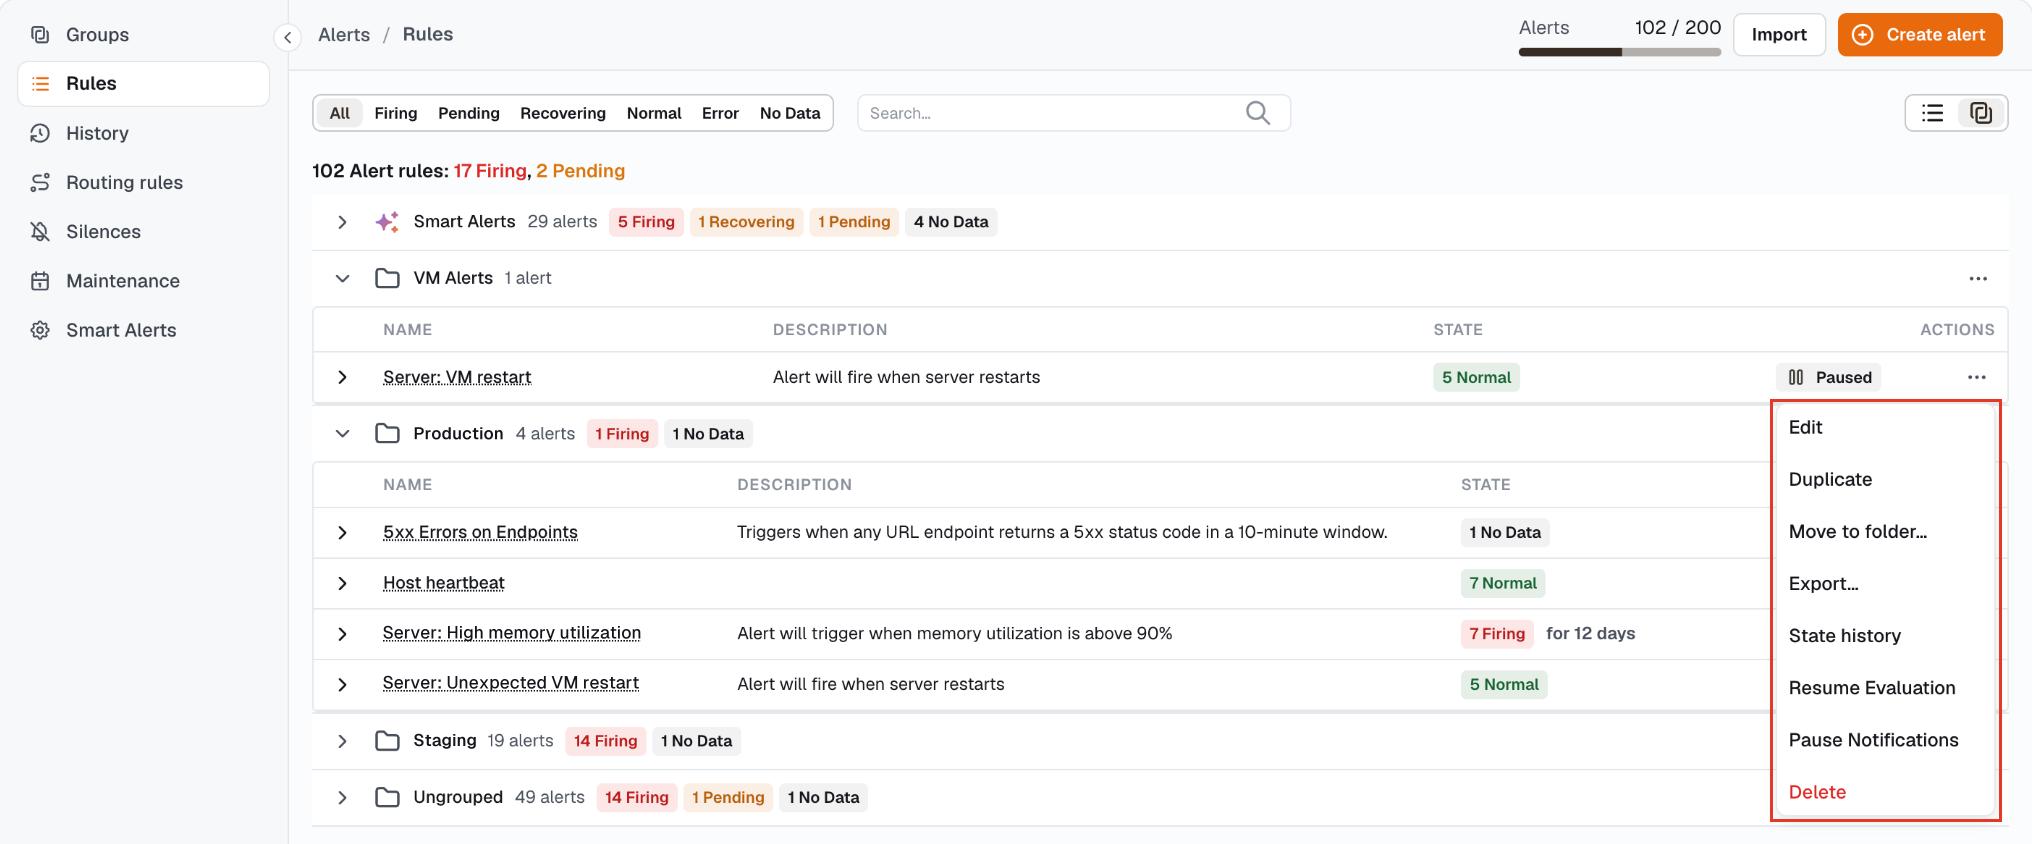 Groups
Rules
History
Routing rules
Silences
Maintenance
Smart Alerts
Alerts / Rules
Alerts 102 / 200
Import
Create alert
All Firing Pending Recovering Normal Error No Data
Search...
102 Alert rules: 17 Firing, 2 Pending
Smart Alerts 29 alerts 5 Firing 1 Recovering 1 Pending 4 No Data
VM Alerts 1 alert
NAME DESCRIPTION STATE ACTIONS
Server: VM restart Alert will fire when server restarts 5 Normal Paused
Production 4 alerts 1 Firing 1 No Data
NAME DESCRIPTION STATE
5xx Errors on Endpoints Triggers when any URL endpoint returns a 5xx status code in a 10-minute window. 1 No Data
Host heartbeat 7 Normal
Server: High memory utilization Alert will trigger when memory utilization is above 90% 7 Firing for 12 days
Server: Unexpected VM restart Alert will fire when server restarts 5 Normal
Staging 19 alerts 14 Firing 1 No Data
Ungrouped 49 alerts 14 Firing 1 Pending 1 No Data
Edit
Duplicate
Move to folder...
Export...
State history
Resume Evaluation
Pause Notifications
Delete